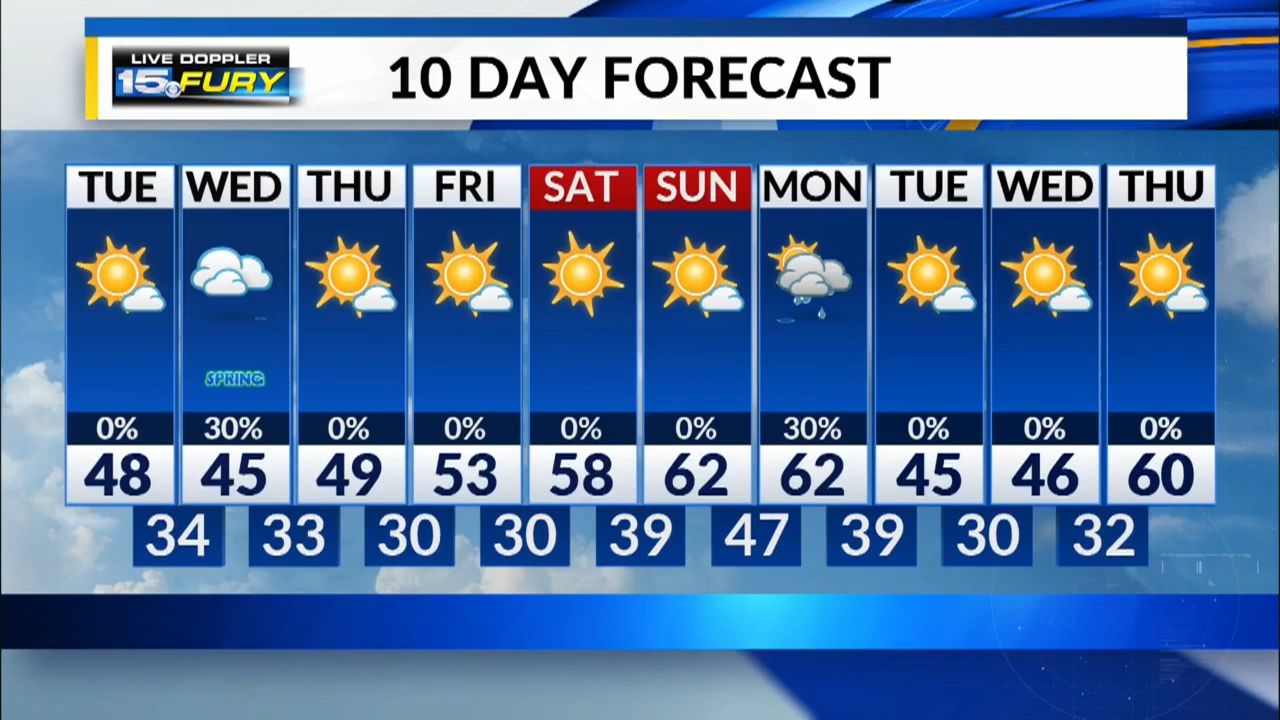 LIVE DOPPLER
15 FURY
10 DAY FORECAST
TUE WED THU FRI SAT SUN MON TUE WED THU
SPRING
0% 30% 0% 0% 0% 0% 30% 0% 0% 0%
48 45 49 53 58 62 62 45 46 60
34 33 30 30 39 47 39 30 32